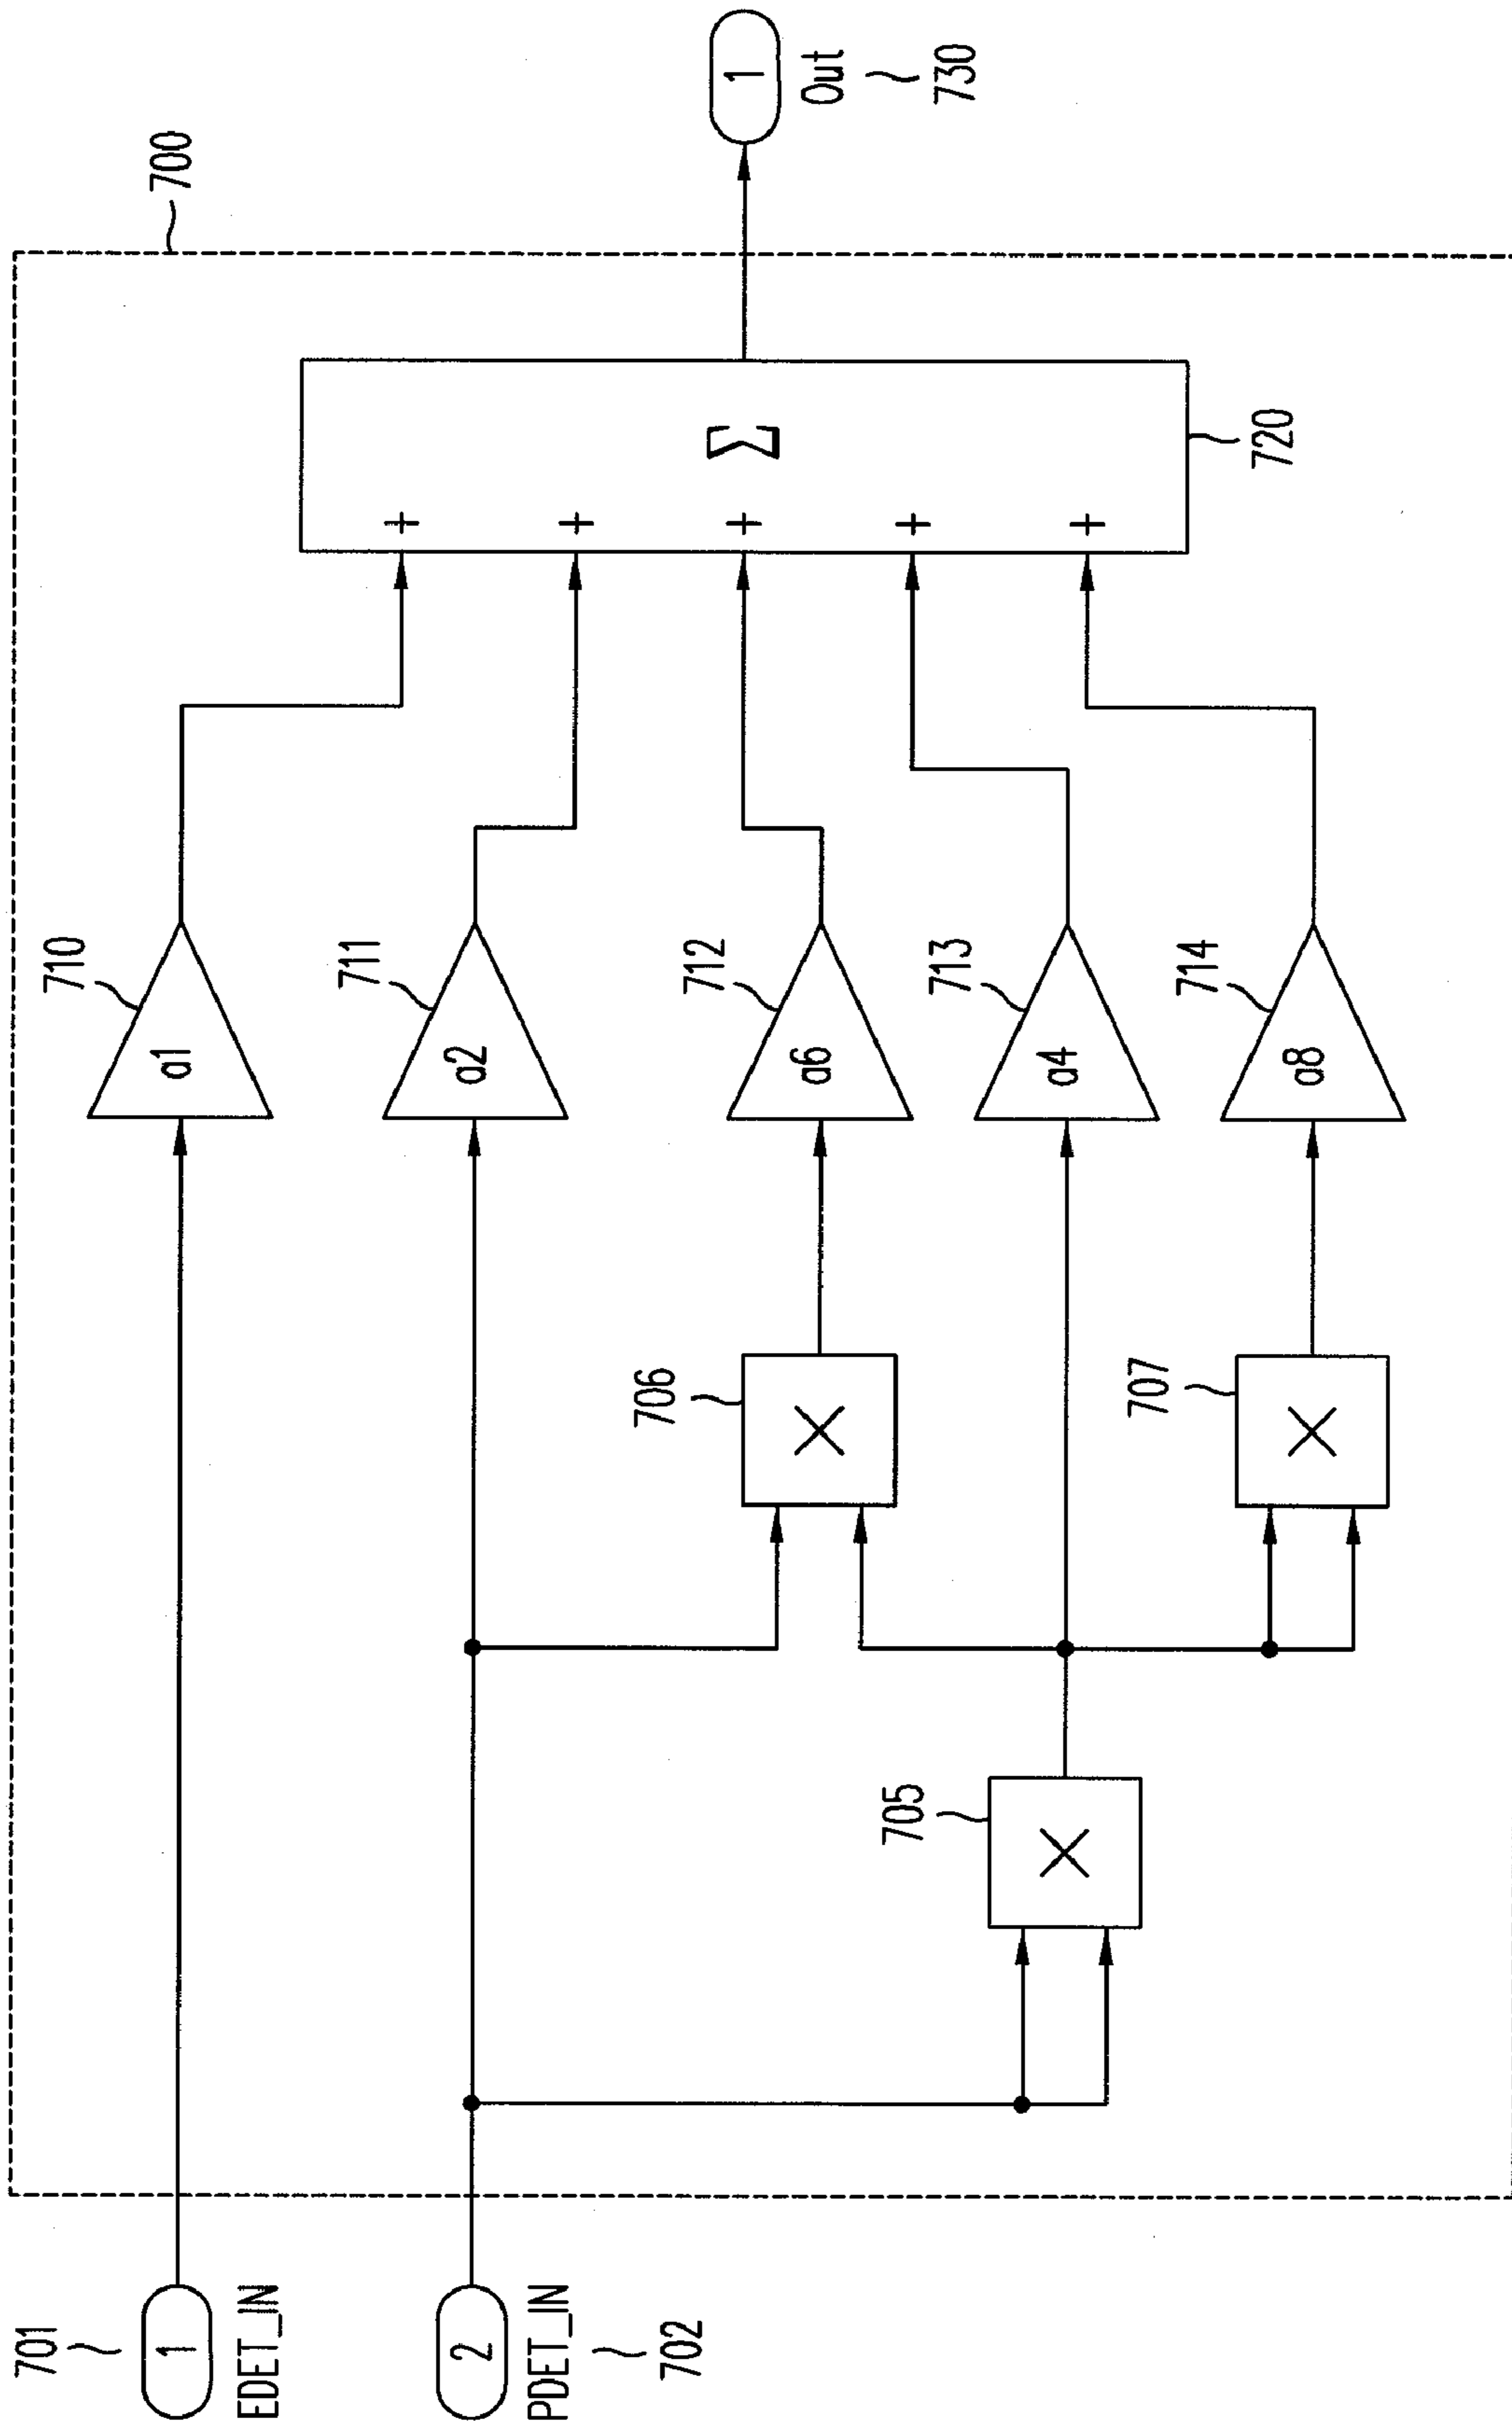 701
1
EDET_IN
2
PDET_IN
702
700
705
706
707
710
a1
711
a2
712
a6
713
a4
714
a8
+
+
+
+
+
Σ
720
1
Out
730
×
×
×